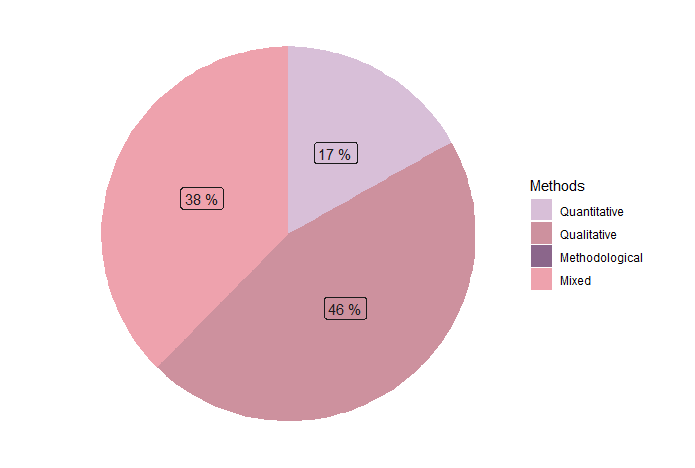 17 %
38 %
46 %
Methods
Quantitative
Qualitative
Methodological
Mixed